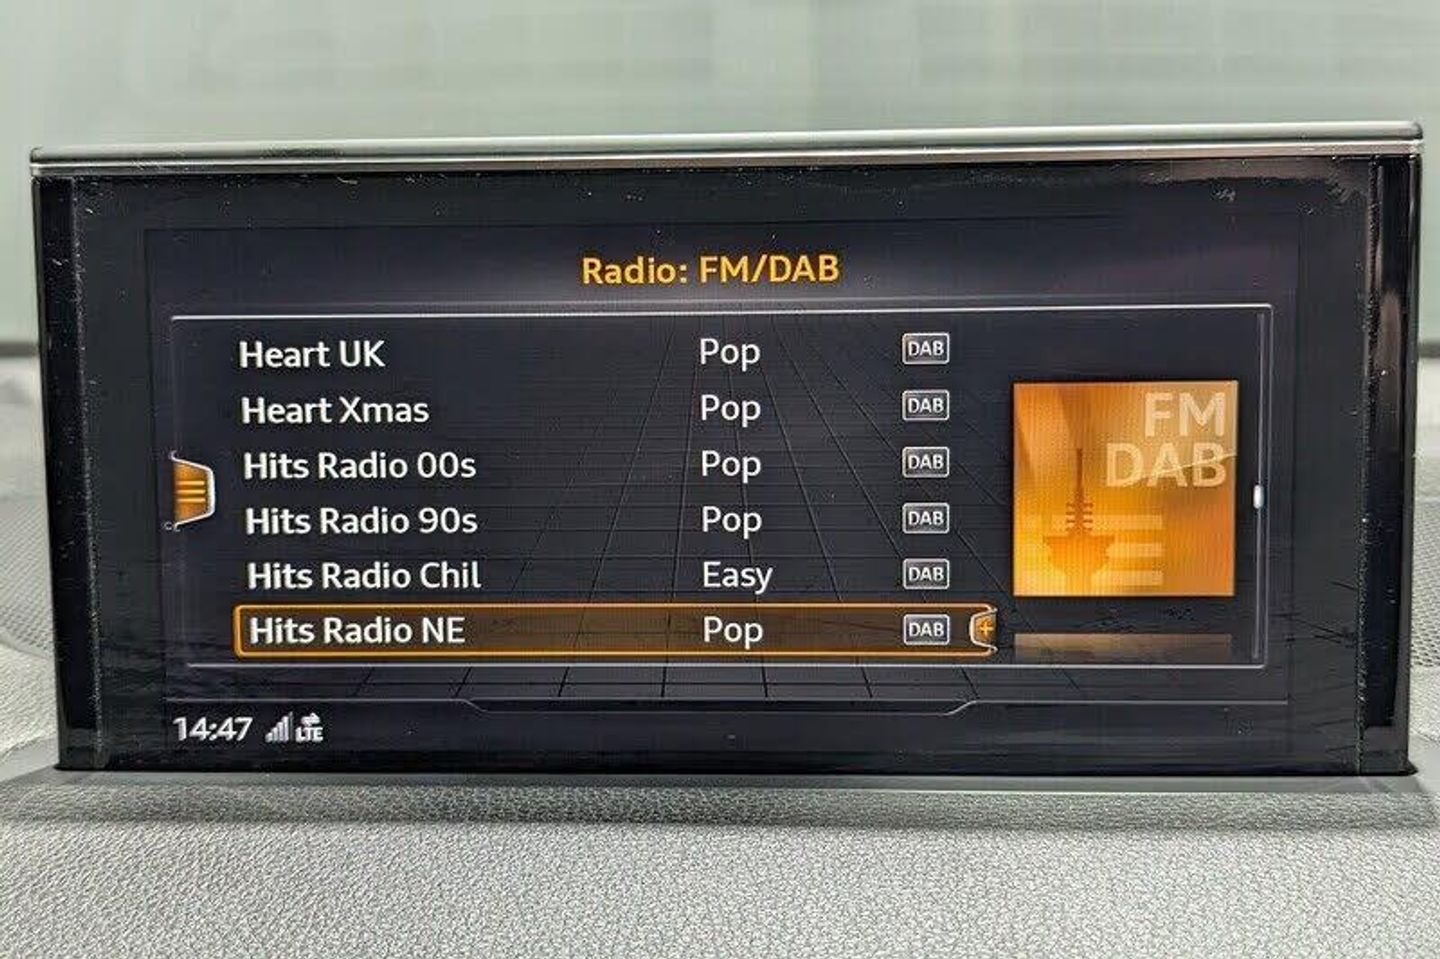 Radio: FM/DAB
Heart UK Pop DAB
Heart Xmas Pop DAB
Hits Radio 00s Pop DAB
Hits Radio 90s Pop DAB
Hits Radio Chil Easy DAB
Hits Radio NE Pop DAB
FM
DAB
14:47 LTE